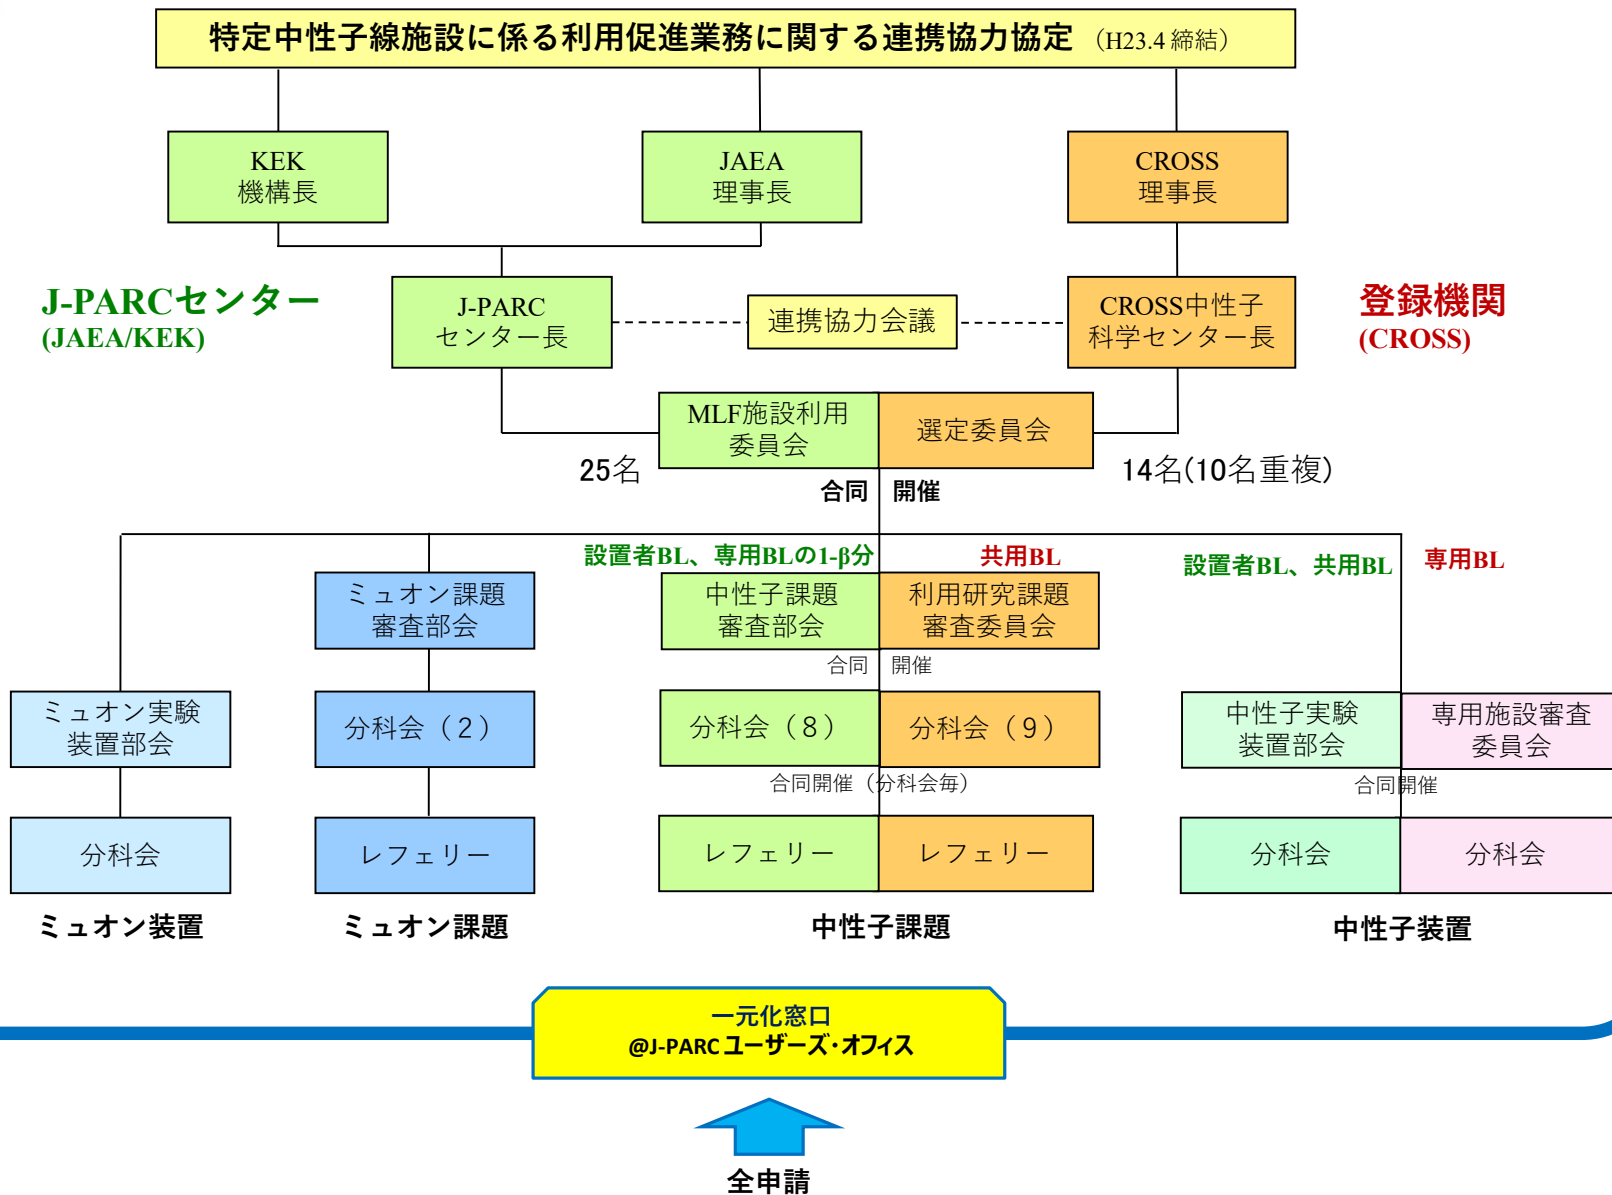 特定中性子線施設に係る利用促進業務に関する連携協力協定 （H23.4 締結）
KEK
機構長
JAEA
理事長
CROSS
理事長
J-PARCセンター
(JAEA/KEK)
J-PARC
センター長
連携協力会議
CROSS中性子
科学センター長
登録機関
(CROSS)
MLF施設利用
委員会
選定委員会
25名
14名(10名重複)
合同 開催
設置者BL、専用BLの1-β分
共用BL
設置者BL、共用BL
専用BL
ミュオン課題
審査部会
中性子課題
審査部会
利用研究課題
審査委員会
合同 開催
ミュオン実験
装置部会
分科会（2）
分科会（8）
分科会（9）
中性子実験
装置部会
専用施設審査
委員会
合同開催（分科会毎）
合同開催
分科会
レフェリー
レフェリー
レフェリー
分科会
分科会
ミュオン装置
ミュオン課題
中性子課題
中性子装置
一元化窓口
@J-PARC ユーザーズ・オフィス
全申請